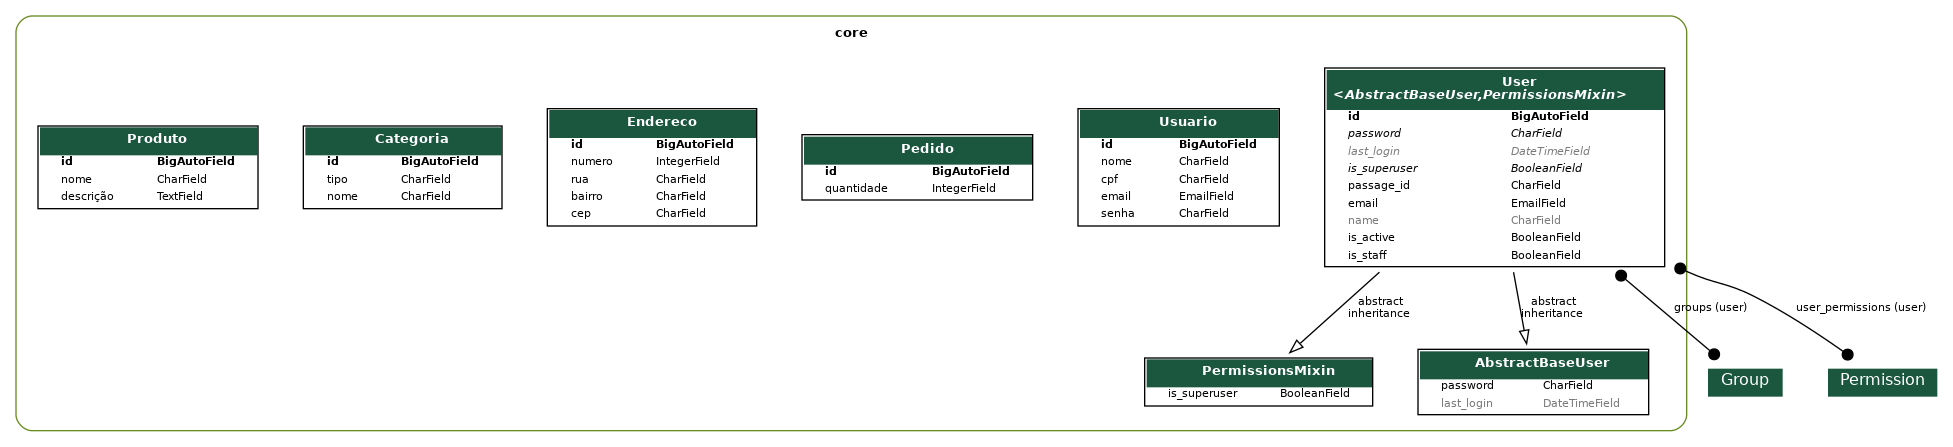 core
Produto
id BigAutoField
nome CharField
descrição TextField
Categoria
id BigAutoField
tipo CharField
nome CharField
Endereco
id BigAutoField
numero IntegerField
rua CharField
bairro CharField
cep CharField
Pedido
id BigAutoField
quantidade IntegerField
Usuario
id BigAutoField
nome CharField
cpf CharField
email EmailField
senha CharField
User
<AbstractBaseUser,PermissionsMixin>
id BigAutoField
password CharField
last_login DateTimeField
is_superuser BooleanField
passage_id CharField
email EmailField
name CharField
is_active BooleanField
is_staff BooleanField
abstract
inheritance
abstract
inheritance
groups (user)
user_permissions (user)
PermissionsMixin
is_superuser BooleanField
AbstractBaseUser
password CharField
last_login DateTimeField
Group
Permission